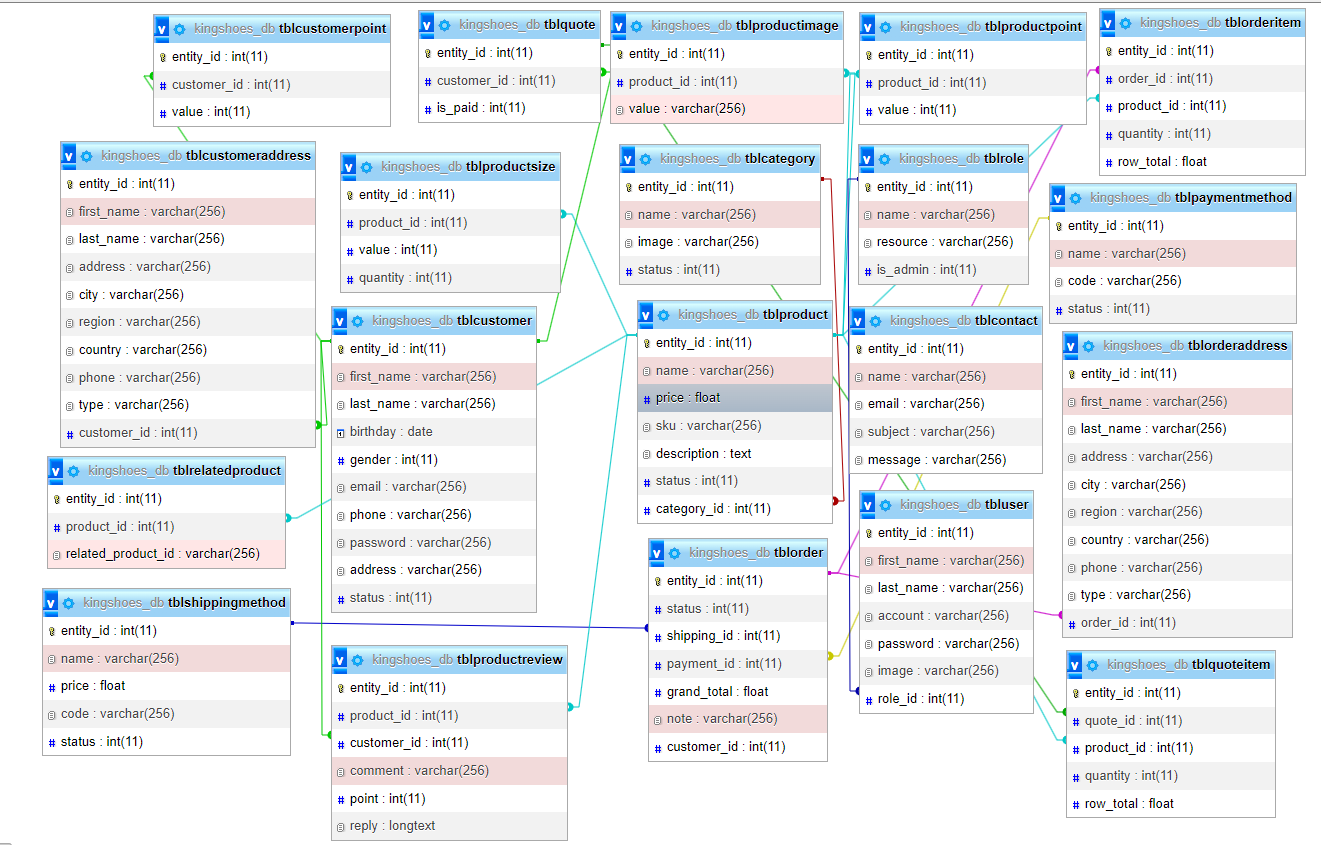 kingshoes_db tblcustomerpoint
entity_id : int(11)
customer_id : int(11)
value : int(11)
kingshoes_db tblquote
entity_id : int(11)
customer_id : int(11)
is_paid : int(11)
kingshoes_db tblproductimage
entity_id : int(11)
product_id : int(11)
value : varchar(256)
kingshoes_db tblproductpoint
entity_id : int(11)
product_id : int(11)
value : int(11)
kingshoes_db tblorderitem
entity_id : int(11)
order_id : int(11)
product_id : int(11)
quantity : int(11)
row_total : float
kingshoes_db tblcustomeraddress
entity_id : int(11)
first_name : varchar(256)
last_name : varchar(256)
address : varchar(256)
city : varchar(256)
region : varchar(256)
country : varchar(256)
phone : varchar(256)
type : varchar(256)
customer_id : int(11)
kingshoes_db tblproductsize
entity_id : int(11)
product_id : int(11)
value : int(11)
quantity : int(11)
kingshoes_db tblcategory
entity_id : int(11)
name : varchar(256)
image : varchar(256)
status : int(11)
kingshoes_db tblrole
entity_id : int(11)
name : varchar(256)
resource : varchar(256)
is_admin : int(11)
kingshoes_db tblpaymentmethod
entity_id : int(11)
name : varchar(256)
code : varchar(256)
status : int(11)
kingshoes_db tblcustomer
entity_id : int(11)
first_name : varchar(256)
last_name : varchar(256)
birthday : date
gender : int(11)
email : varchar(256)
phone : varchar(256)
password : varchar(256)
address : varchar(256)
status : int(11)
kingshoes_db tblproduct
entity_id : int(11)
name : varchar(256)
price : float
sku : varchar(256)
description : text
status : int(11)
category_id : int(11)
kingshoes_db tblcontact
entity_id : int(11)
name : varchar(256)
email : varchar(256)
subject : varchar(256)
message : varchar(256)
kingshoes_db tblorderaddress
entity_id : int(11)
first_name : varchar(256)
last_name : varchar(256)
address : varchar(256)
city : varchar(256)
region : varchar(256)
country : varchar(256)
phone : varchar(256)
type : varchar(256)
order_id : int(11)
kingshoes_db tblrelatedproduct
entity_id : int(11)
product_id : int(11)
related_product_id : varchar(256)
kingshoes_db tbluser
entity_id : int(11)
first_name : varchar(256)
last_name : varchar(256)
account : varchar(256)
password : varchar(256)
image : varchar(256)
role_id : int(11)
kingshoes_db tblorder
entity_id : int(11)
status : int(11)
shipping_id : int(11)
payment_id : int(11)
grand_total : float
note : varchar(256)
customer_id : int(11)
kingshoes_db tblshippingmethod
entity_id : int(11)
name : varchar(256)
price : float
code : varchar(256)
status : int(11)
kingshoes_db tblproductreview
entity_id : int(11)
product_id : int(11)
customer_id : int(11)
comment : varchar(256)
point : int(11)
reply : longtext
kingshoes_db tblquoteitem
entity_id : int(11)
quote_id : int(11)
product_id : int(11)
quantity : int(11)
row_total : float